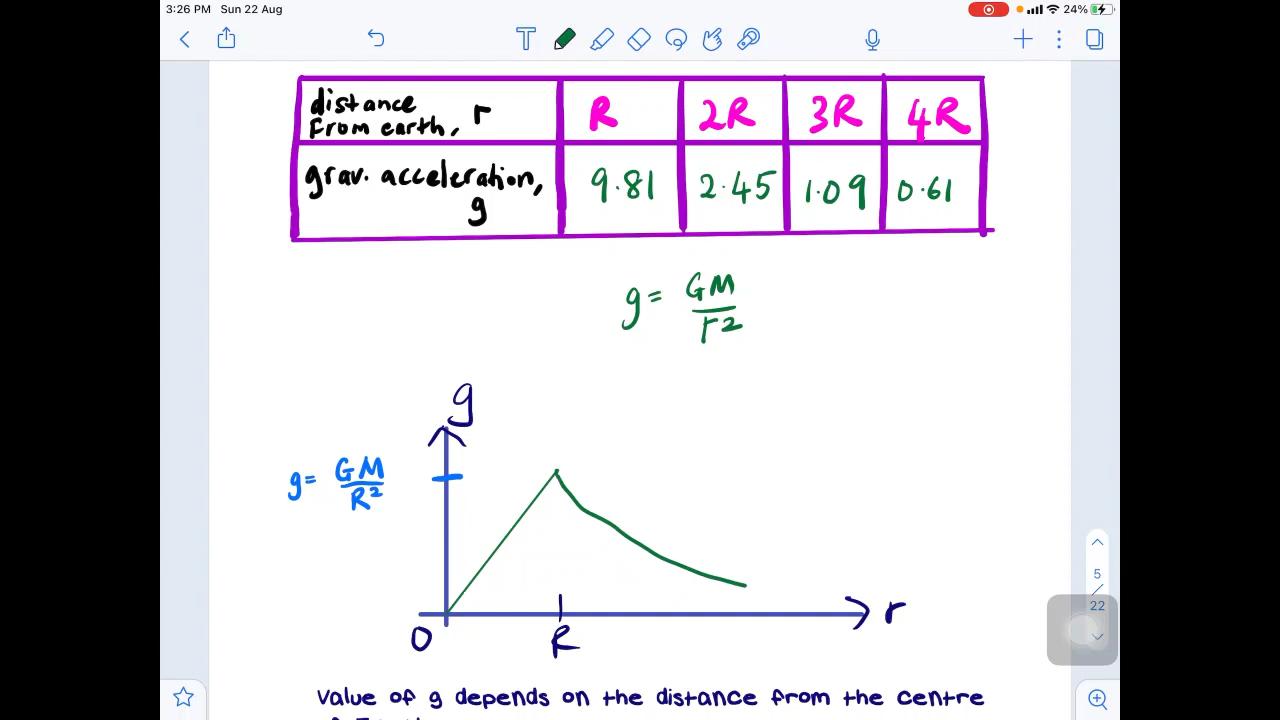 3:26 PM Sun 22 Aug
24%
T
distance
from earth, r
R 2R 3R 4R
grav. acceleration,
g
9.81 2.45 1.09 0.61
g = GM
r²
g
g = GM
R²
5
22
r
O
R
Value of g depends on the distance from the centre